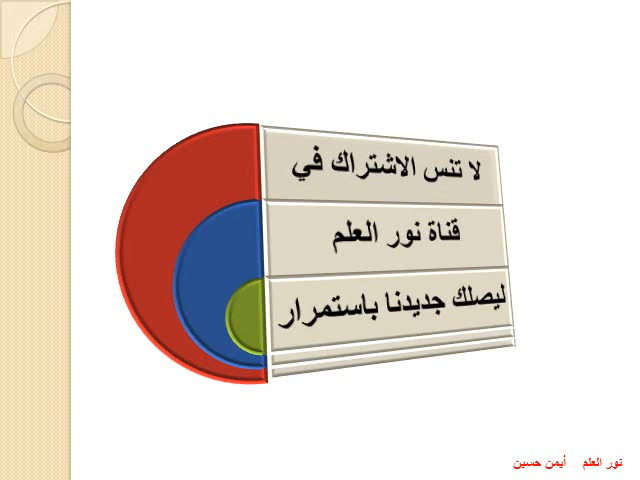 لا تنس الاشتراك في
قناة نور العلم
ليصلك جديدنا باستمرار
نور العلم أيمن حسين